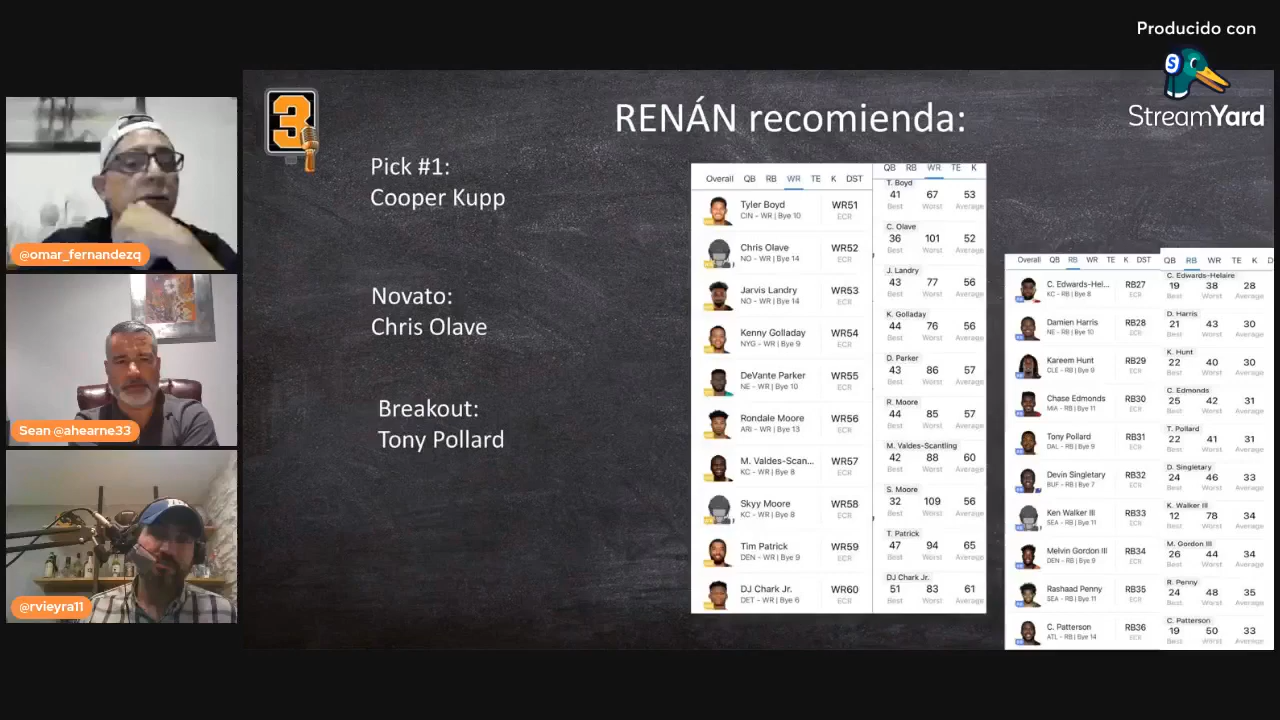 Producido con
S
StreamYard
3
RENÁN recomienda:
Pick #1:
Cooper Kupp
Novato:
Chris Olave
Breakout:
Tony Pollard
@omar_fernandezq
Sean @ahearne33
@rvieyra11
Overall QB RB WR TE K DST
Tyler Boyd WR51
CIN - WR | Bye 10 ECR
Chris Olave WR52
NO - WR | Bye 14 ECR
Jarvis Landry WR53
NO - WR | Bye 14 ECR
Kenny Golladay WR54
NYG - WR | Bye 9 ECR
DeVante Parker WR55
NE - WR | Bye 10 ECR
Rondale Moore WR56
ARI - WR | Bye 13 ECR
M. Valdes-Scan... WR57
KC - WR | Bye 8 ECR
Skyy Moore WR58
KC - WR | Bye 8 ECR
Tim Patrick WR59
DEN - WR | Bye 9 ECR
DJ Chark Jr. WR60
DET - WR | Bye 6 ECR
QB RB WR TE K
T. Boyd
41 67 53
Best Worst Average
C. Olave
36 101 52
Best Worst Average
J. Landry
43 77 56
Best Worst Average
K. Golladay
44 76 56
Best Worst Average
D. Parker
43 86 57
Best Worst Average
R. Moore
44 85 57
Best Worst Average
M. Valdes-Scantling
42 88 60
Best Worst Average
S. Moore
32 109 56
Best Worst Average
T. Patrick
47 94 65
Best Worst Average
DJ Chark Jr.
51 83 61
Best Worst Average
Overall QB RB WR TE K DST
C. Edwards-Hel... RB27
KC - RB | Bye 8 ECR
Damien Harris RB28
NE - RB | Bye 10 ECR
Kareem Hunt RB29
CLE - RB | Bye 9 ECR
Chase Edmonds RB30
MIA - RB | Bye 11 ECR
Tony Pollard RB31
DAL - RB | Bye 9 ECR
Devin Singletary RB32
BUF - RB | Bye 7 ECR
Ken Walker III RB33
SEA - RB | Bye 11 ECR
Melvin Gordon III RB34
DEN - RB | Bye 9 ECR
Rashaad Penny RB35
SEA - RB | Bye 11 ECR
C. Patterson RB36
ATL - RB | Bye 14 ECR
QB RB WR TE K D
C. Edwards-Helaire
19 38 28
Best Worst Average
D. Harris
21 43 30
Best Worst Average
K. Hunt
22 40 30
Best Worst Average
C. Edmonds
25 42 31
Best Worst Average
T. Pollard
22 41 31
Best Worst Average
D. Singletary
24 46 33
Best Worst Average
K. Walker III
12 78 34
Best Worst Average
M. Gordon III
26 44 34
Best Worst Average
R. Penny
24 48 35
Best Worst Average
C. Patterson
19 50 33
Best Worst Average